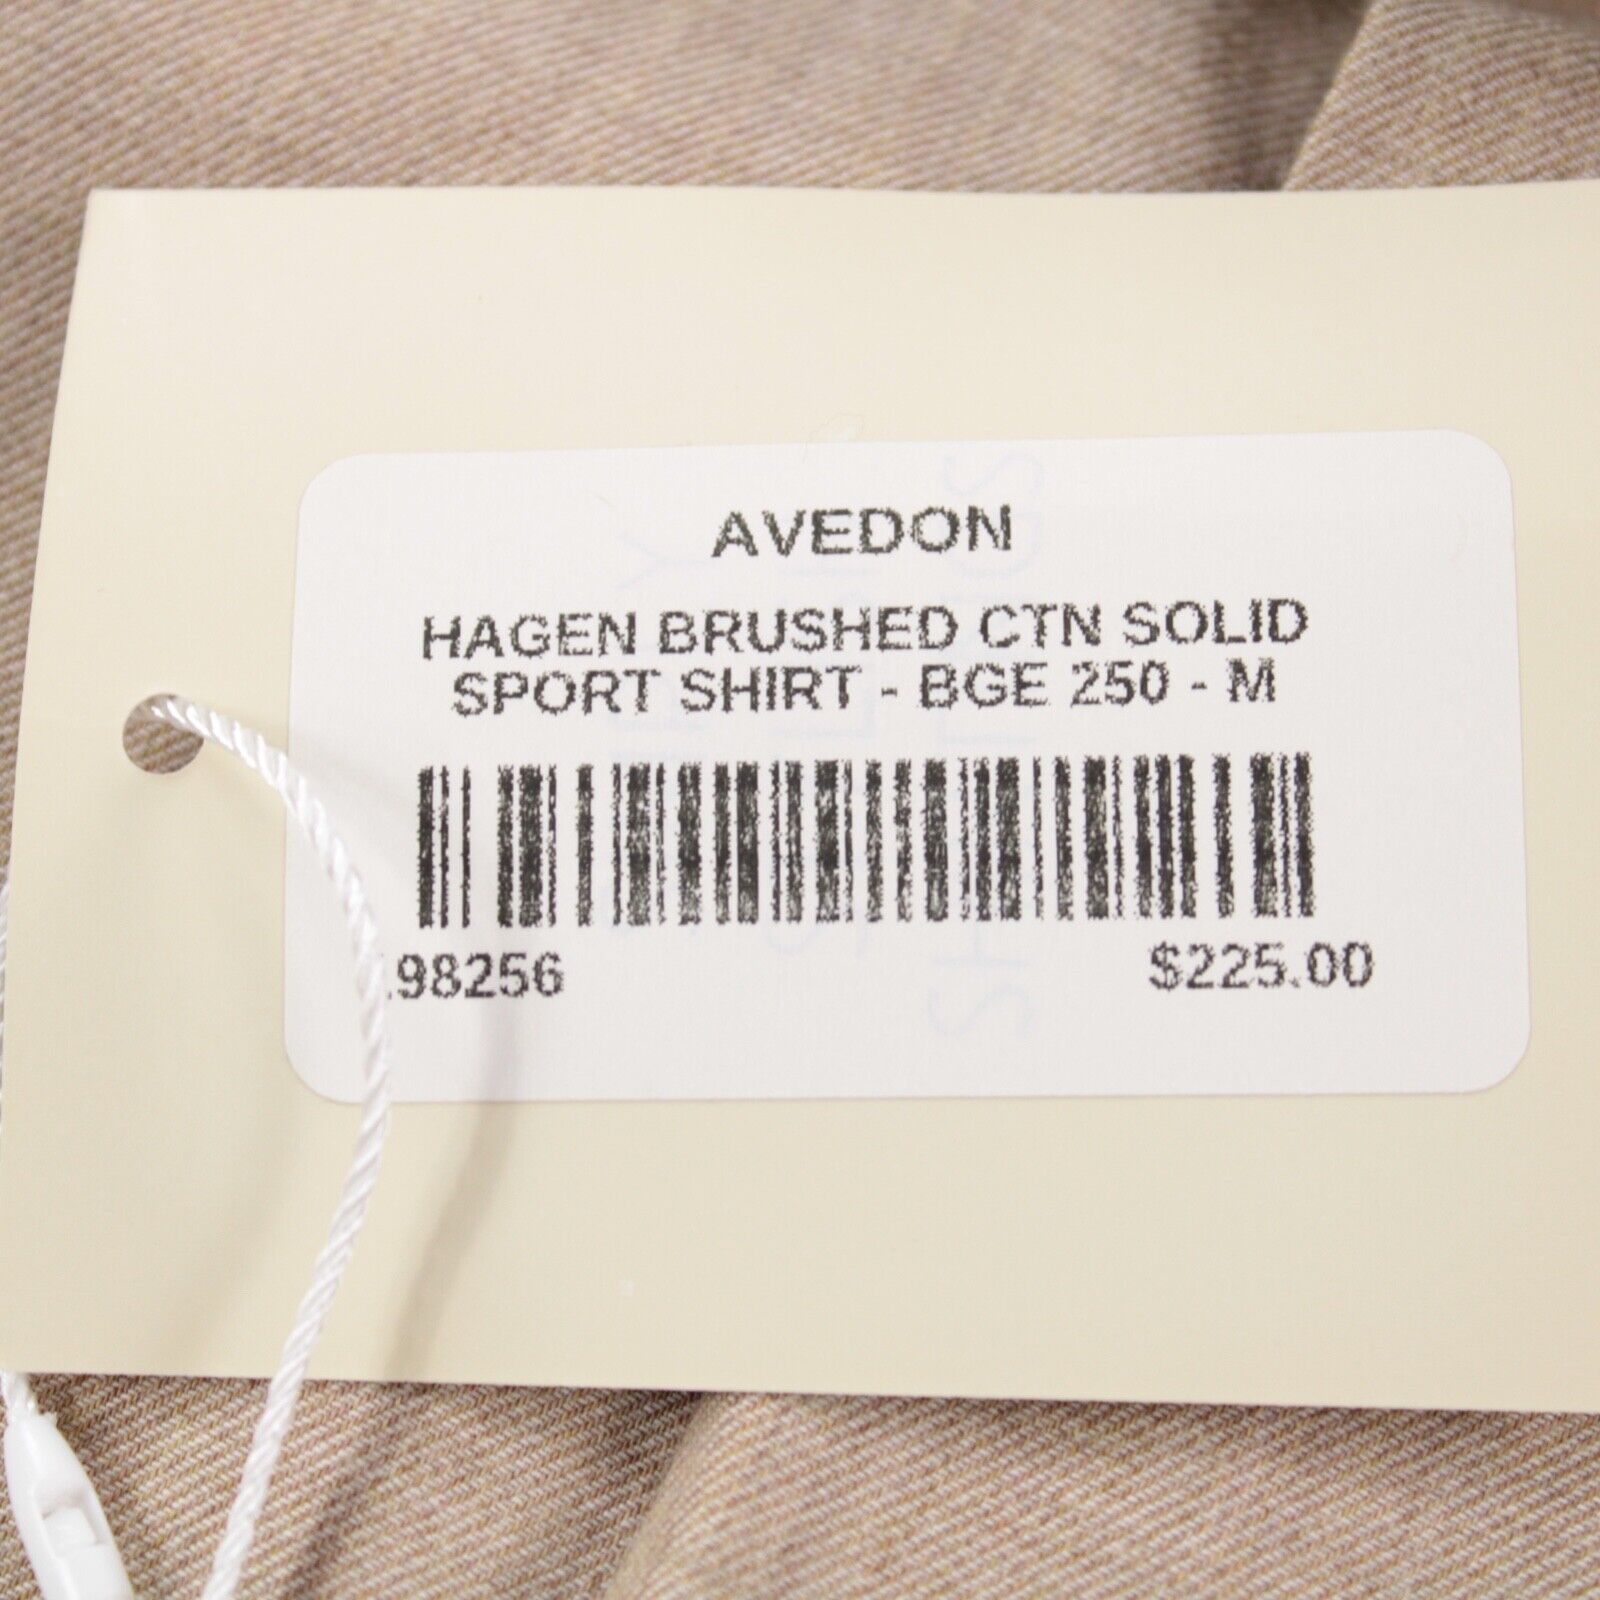 AVEDON
HAGEN BRUSHED CTN SOLID
SPORT SHIRT - BGE 250 - M
98256 $225.00